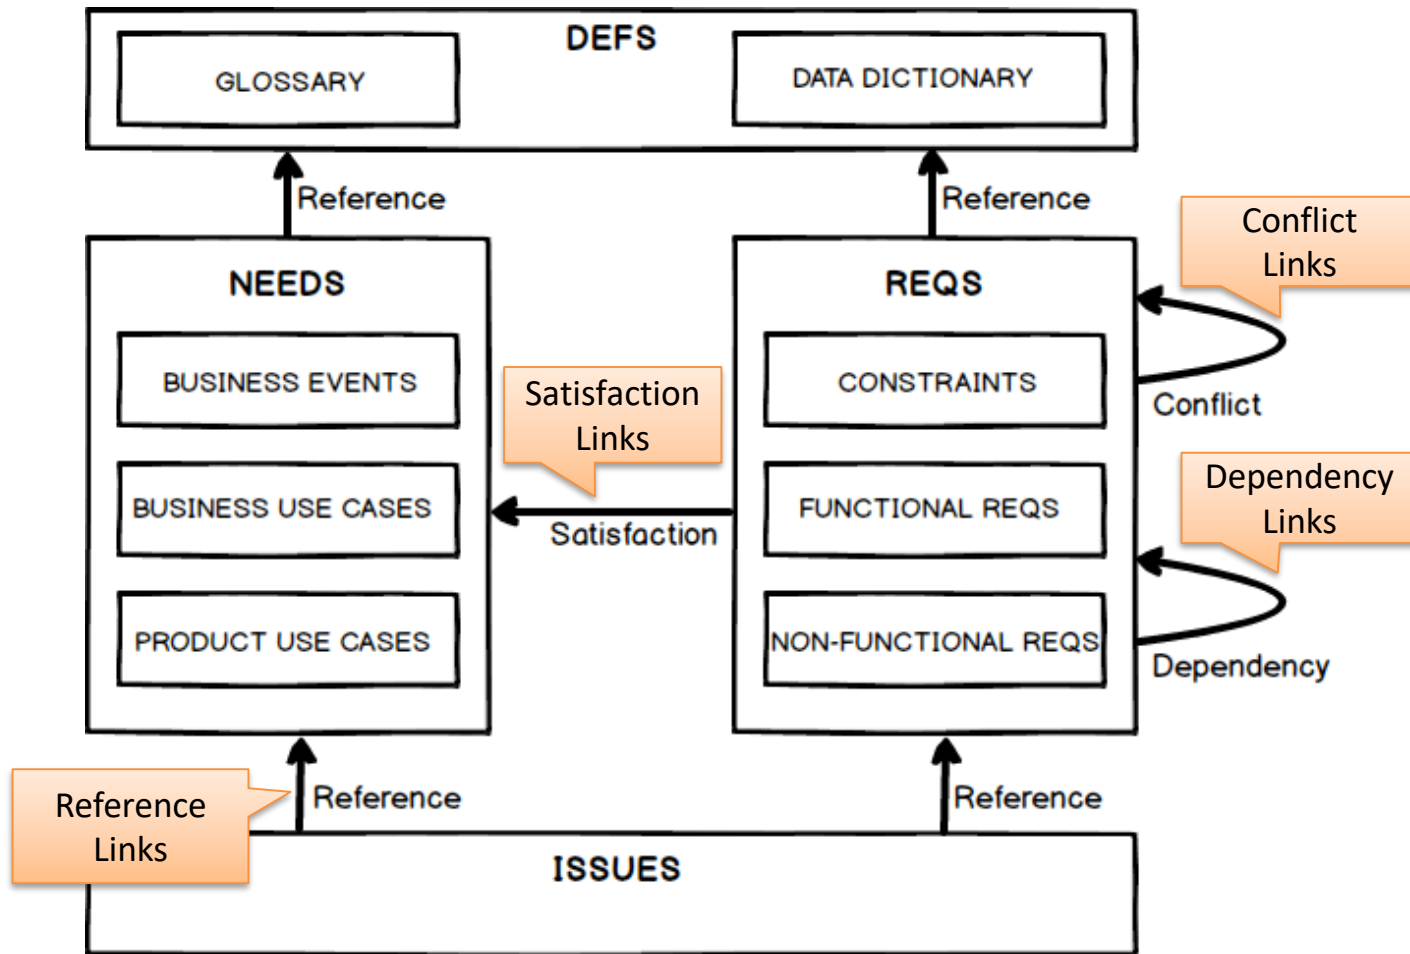 DEFS
GLOSSARY
DATA DICTIONARY
Reference
Reference
Conflict
Links
NEEDS
REQS
BUSINESS EVENTS
CONSTRAINTS
Satisfaction
Links
Conflict
Dependency
Links
BUSINESS USE CASES
FUNCTIONAL REQS
Satisfaction
PRODUCT USE CASES
NON-FUNCTIONAL REQS
Dependency
Reference
Links
Reference
Reference
ISSUES